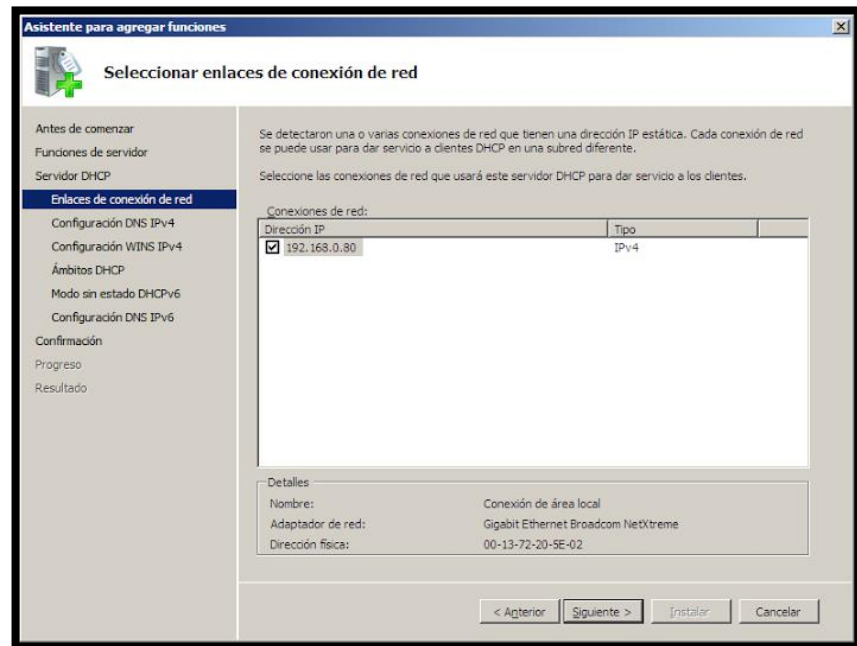 Asistente para agregar funciones
Seleccionar enlaces de conexión de red
Antes de comenzar
Funciones de servidor
Servidor DHCP
Enlaces de conexión de red
Configuración DNS IPv4
Configuración WINS IPv4
Ámbitos DHCP
Modo sin estado DHCPv6
Configuración DNS IPv6
Confirmación
Progreso
Resultado
Se detectaron una o varias conexiones de red que tienen una dirección IP estática. Cada conexión de red
se puede usar para dar servicio a clientes DHCP en una subred diferente.
Seleccione las conexiones de red que usará este servidor DHCP para dar servicio a los clientes.
Conexiones de red:
Dirección IP Tipo
192.168.0.80 IPv4
Detalles
Nombre: Conexión de área local
Adaptador de red: Gigabit Ethernet Broadcom NetXtreme
Dirección física: 00-13-72-20-5E-02
< Anterior Siguiente > Instalar Cancelar